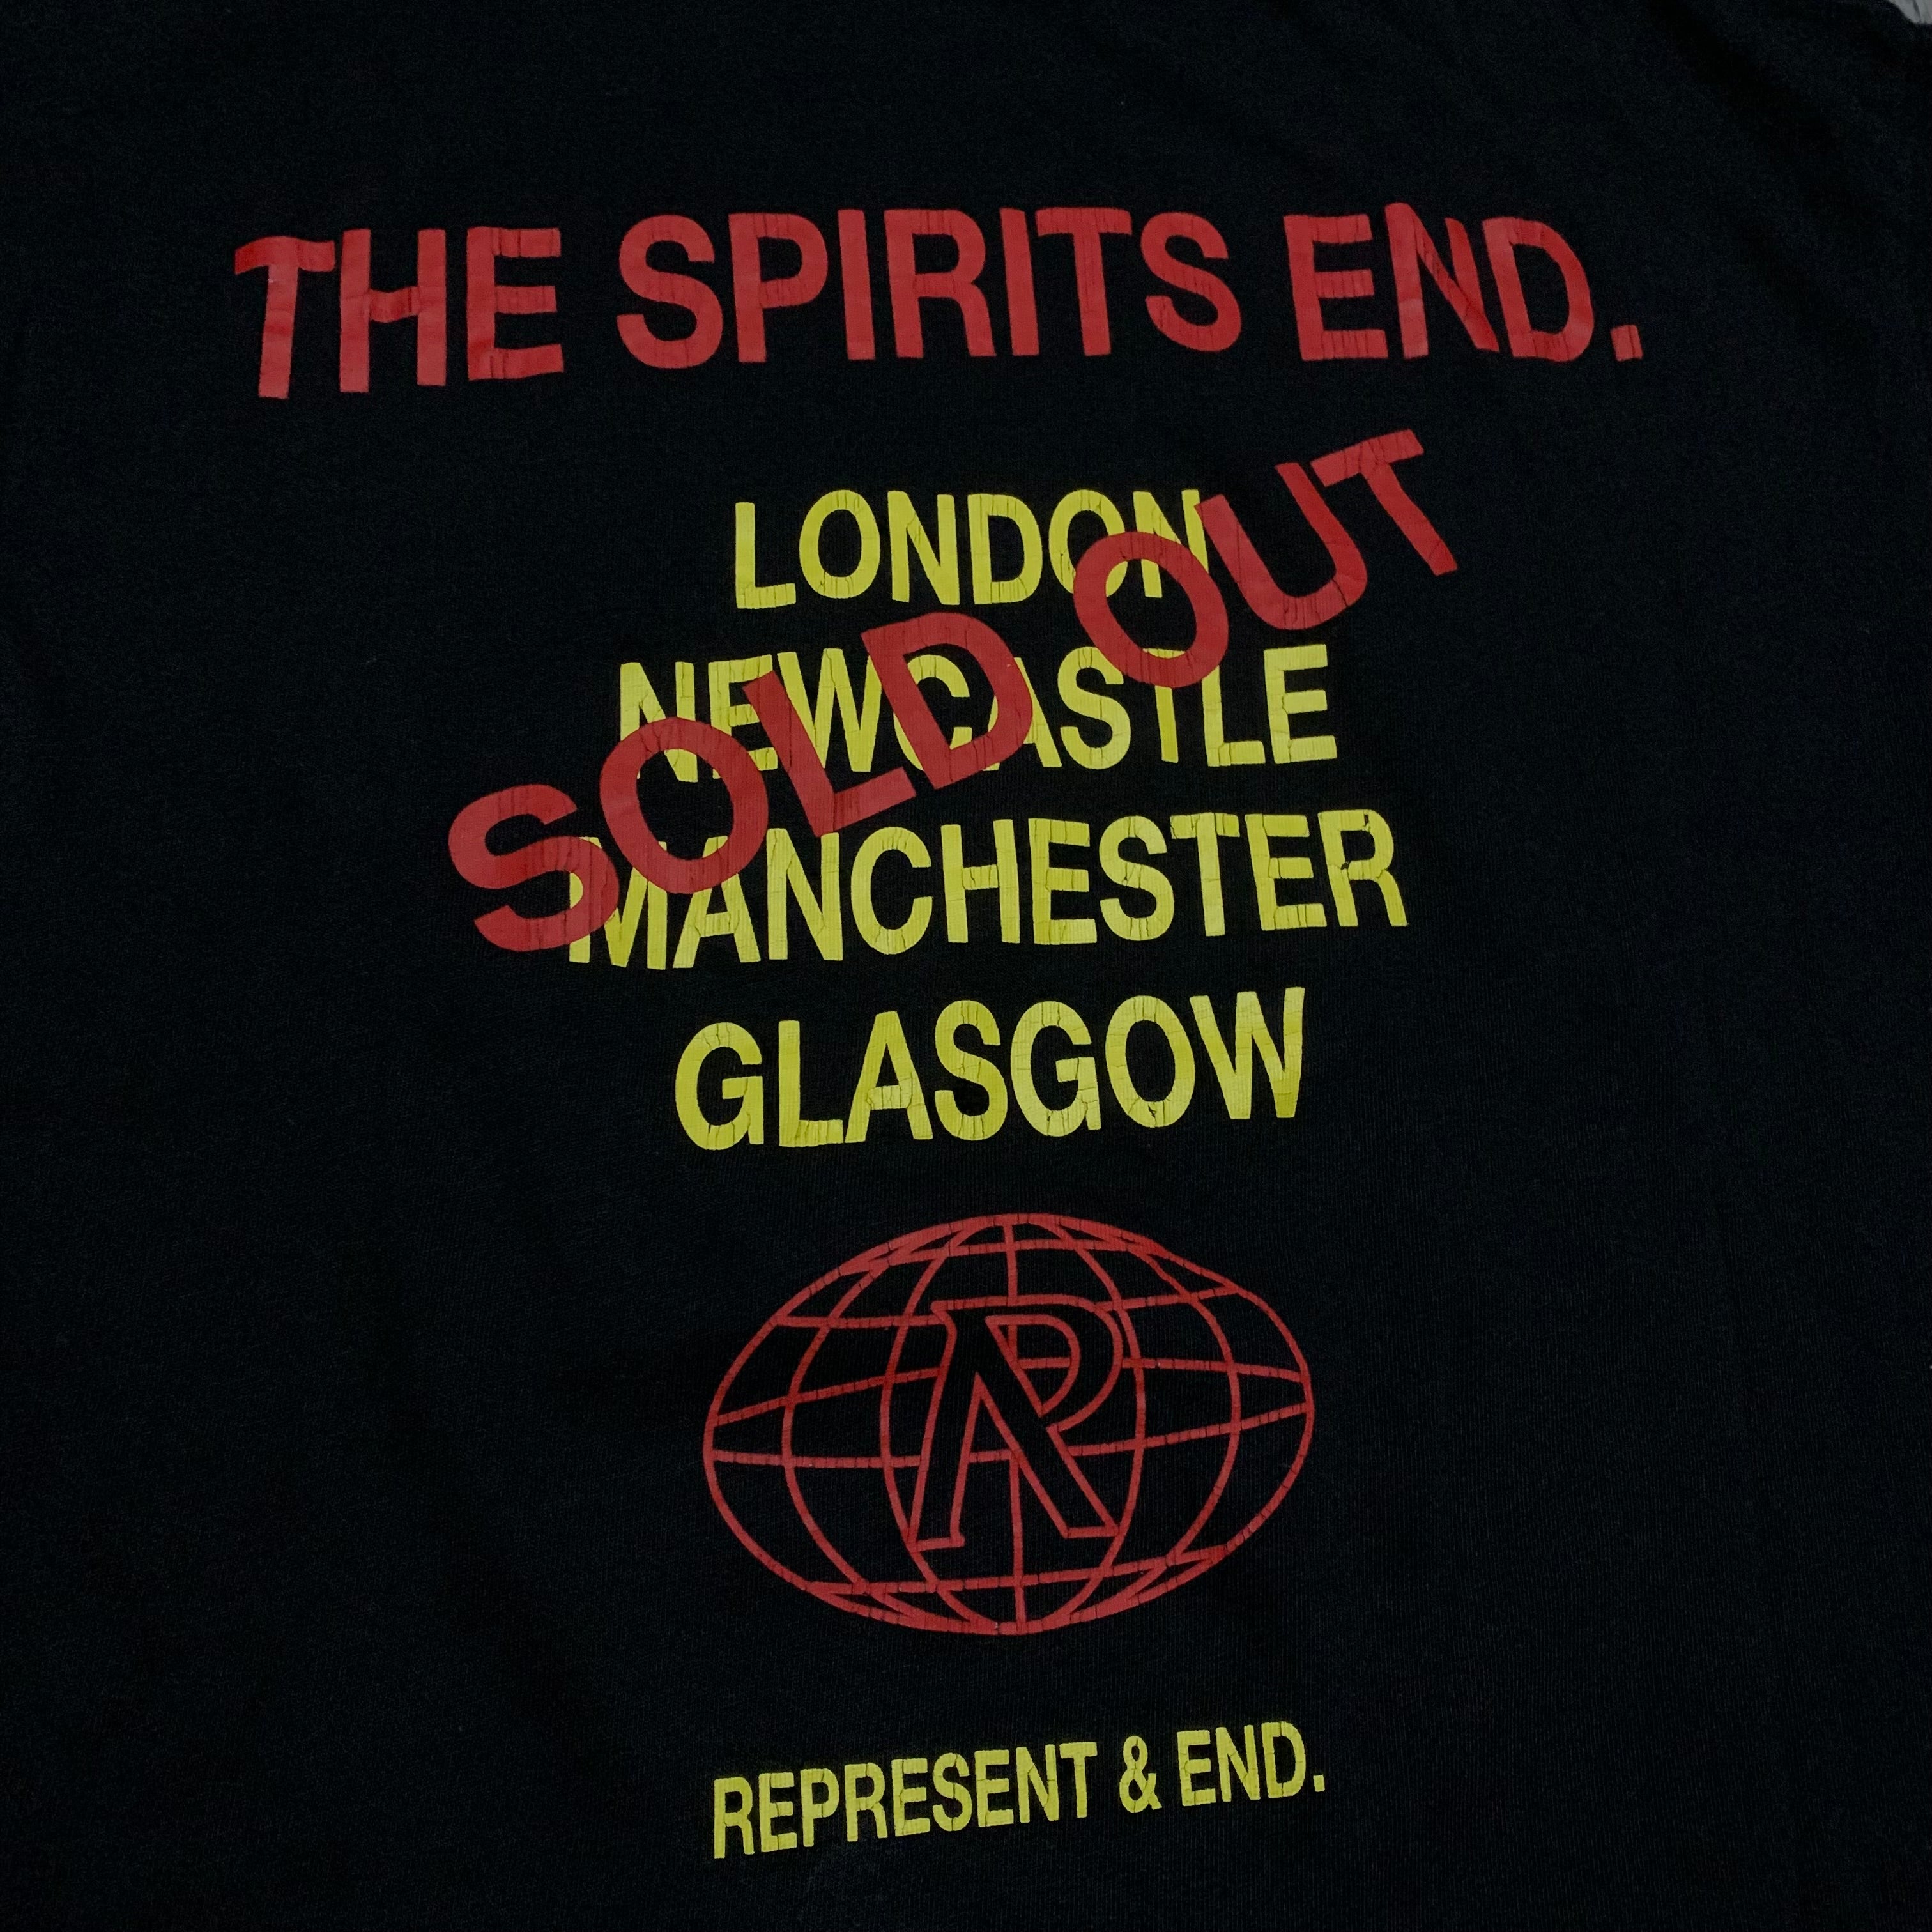 THE SPIRITS END.
SOLD OUT
LONDON
NEWCASTLE
MANCHESTER
GLASGOW
R
REPRESENT & END.